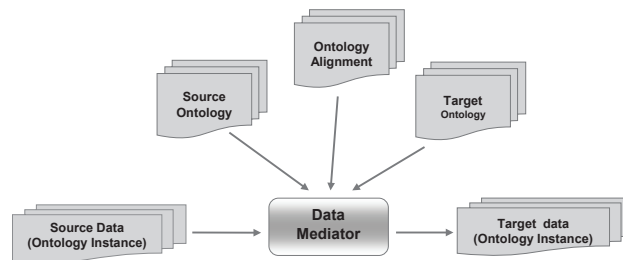 Ontology
Alignment
Source
Ontology
Target
Ontology
Source Data
(Ontology Instance)
Data
Mediator
Target data
(Ontology Instance)